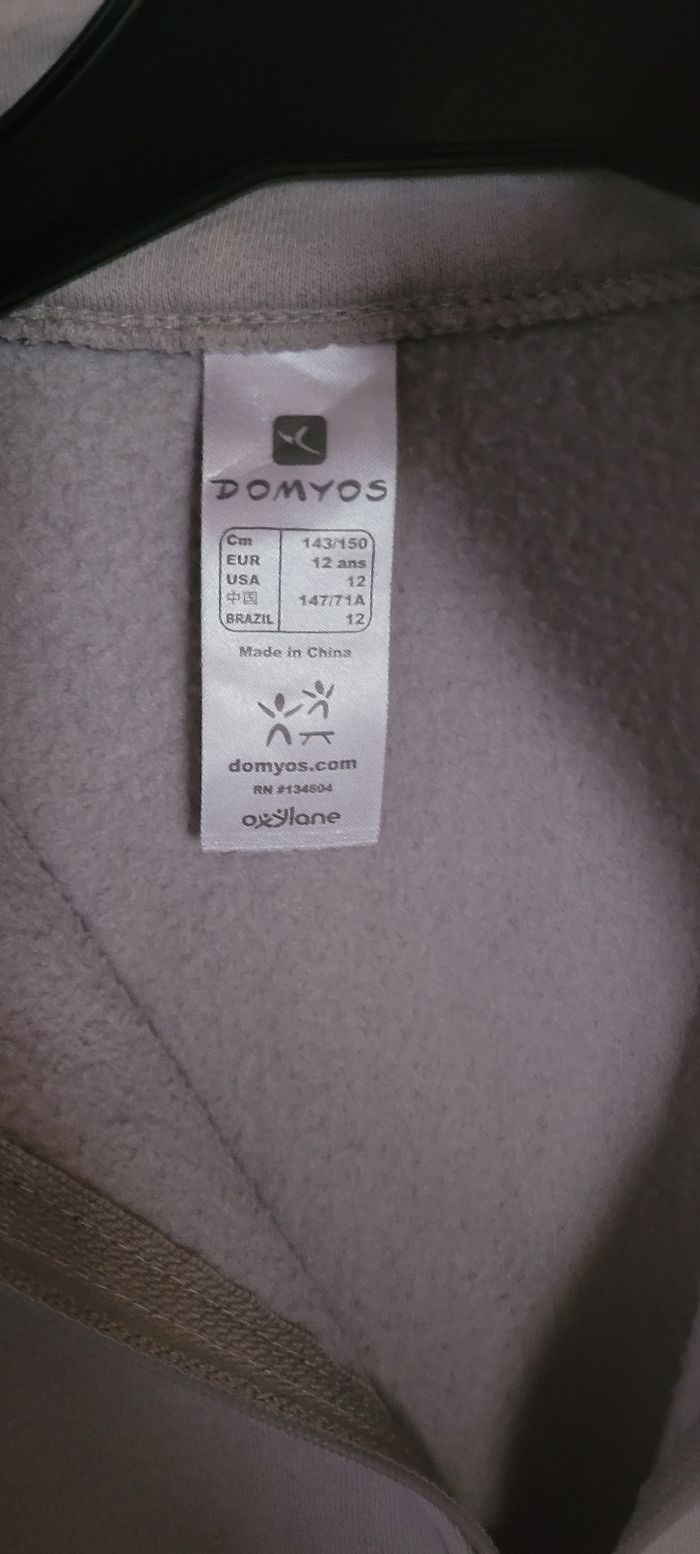 DOMYOS
Cm 143/150
EUR 12 ans
USA 12
中国 147/71A
BRAZIL 12
Made in China
domyos.com
RN #134504
oxylane